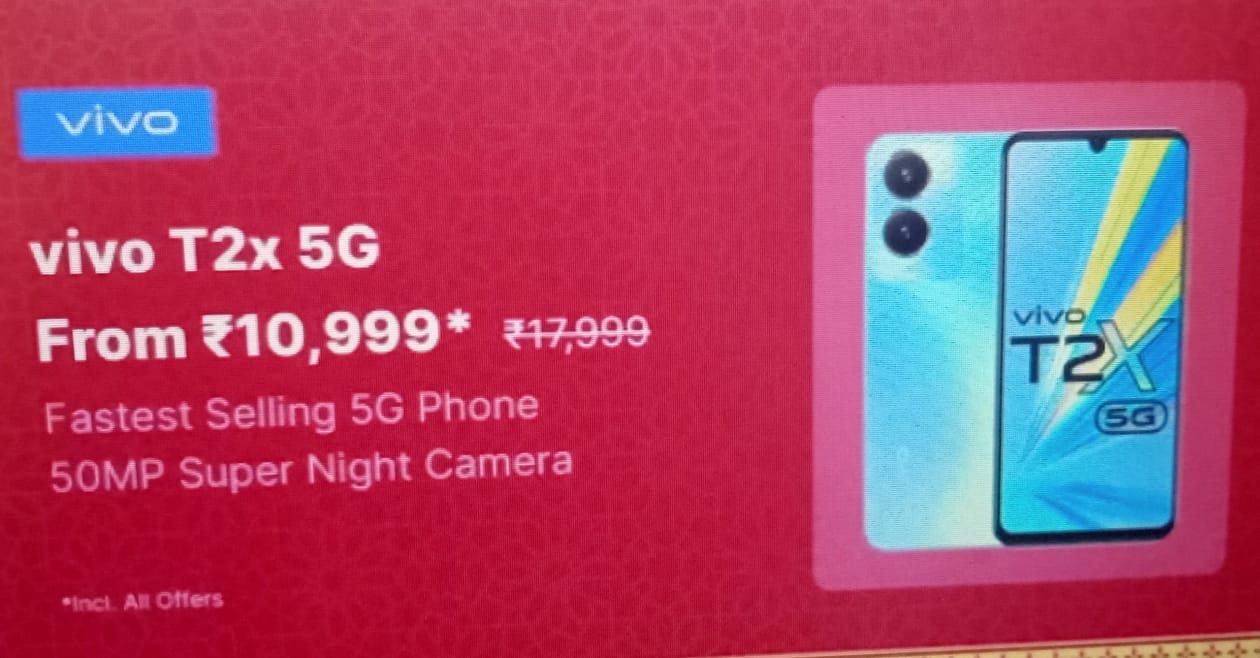 vivo
vivo T2x 5G
From ₹10,999* ₹17,999
Fastest Selling 5G Phone
50MP Super Night Camera
*Incl. All Offers
vivo
T2X
5G